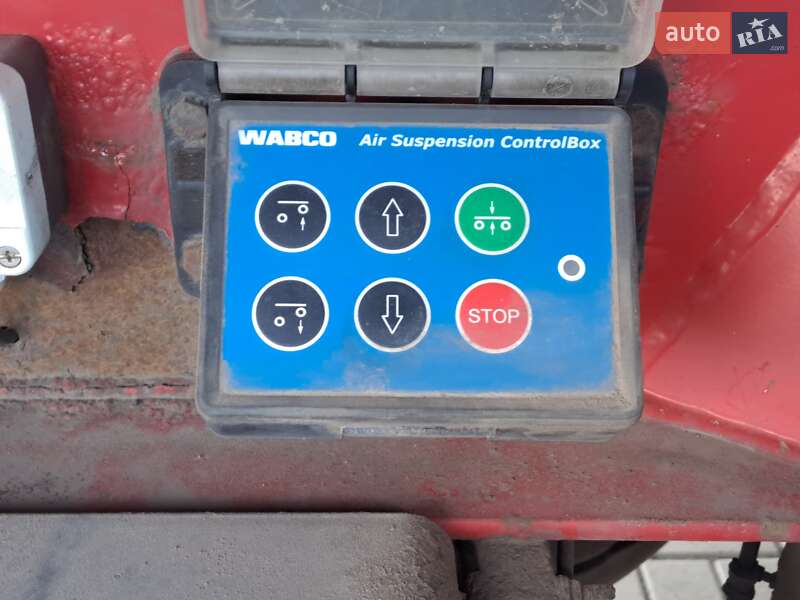 auto RIA .com
WABCO Air Suspension ControlBox
STOP